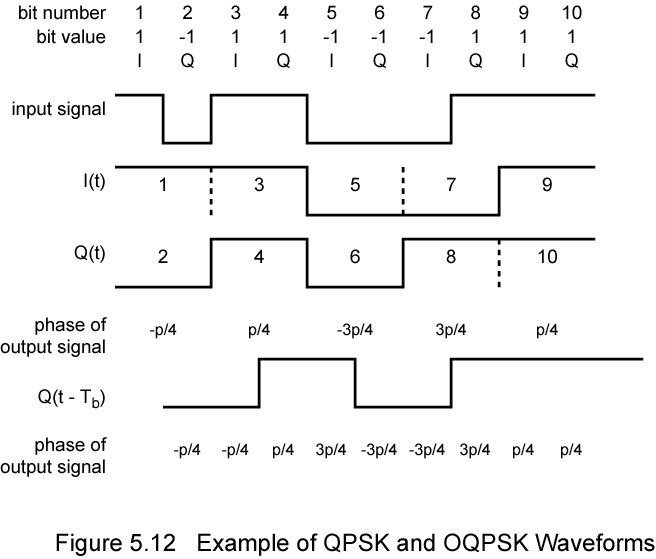 bit number 1 2 3 4 5 6 7 8 9 10
bit value 1 -1 1 1 -1 -1 -1 1 1 1
I Q I Q I Q I Q I Q
input signal
I(t) 1 3 5 7 9
Q(t) 2 4 6 8 10
phase of
output signal -p/4 p/4 -3p/4 3p/4 p/4
Q(t - Tb)
phase of
output signal -p/4 -p/4 p/4 3p/4 -3p/4 -3p/4 3p/4 p/4 p/4
Figure 5.12 Example of QPSK and OQPSK Waveforms